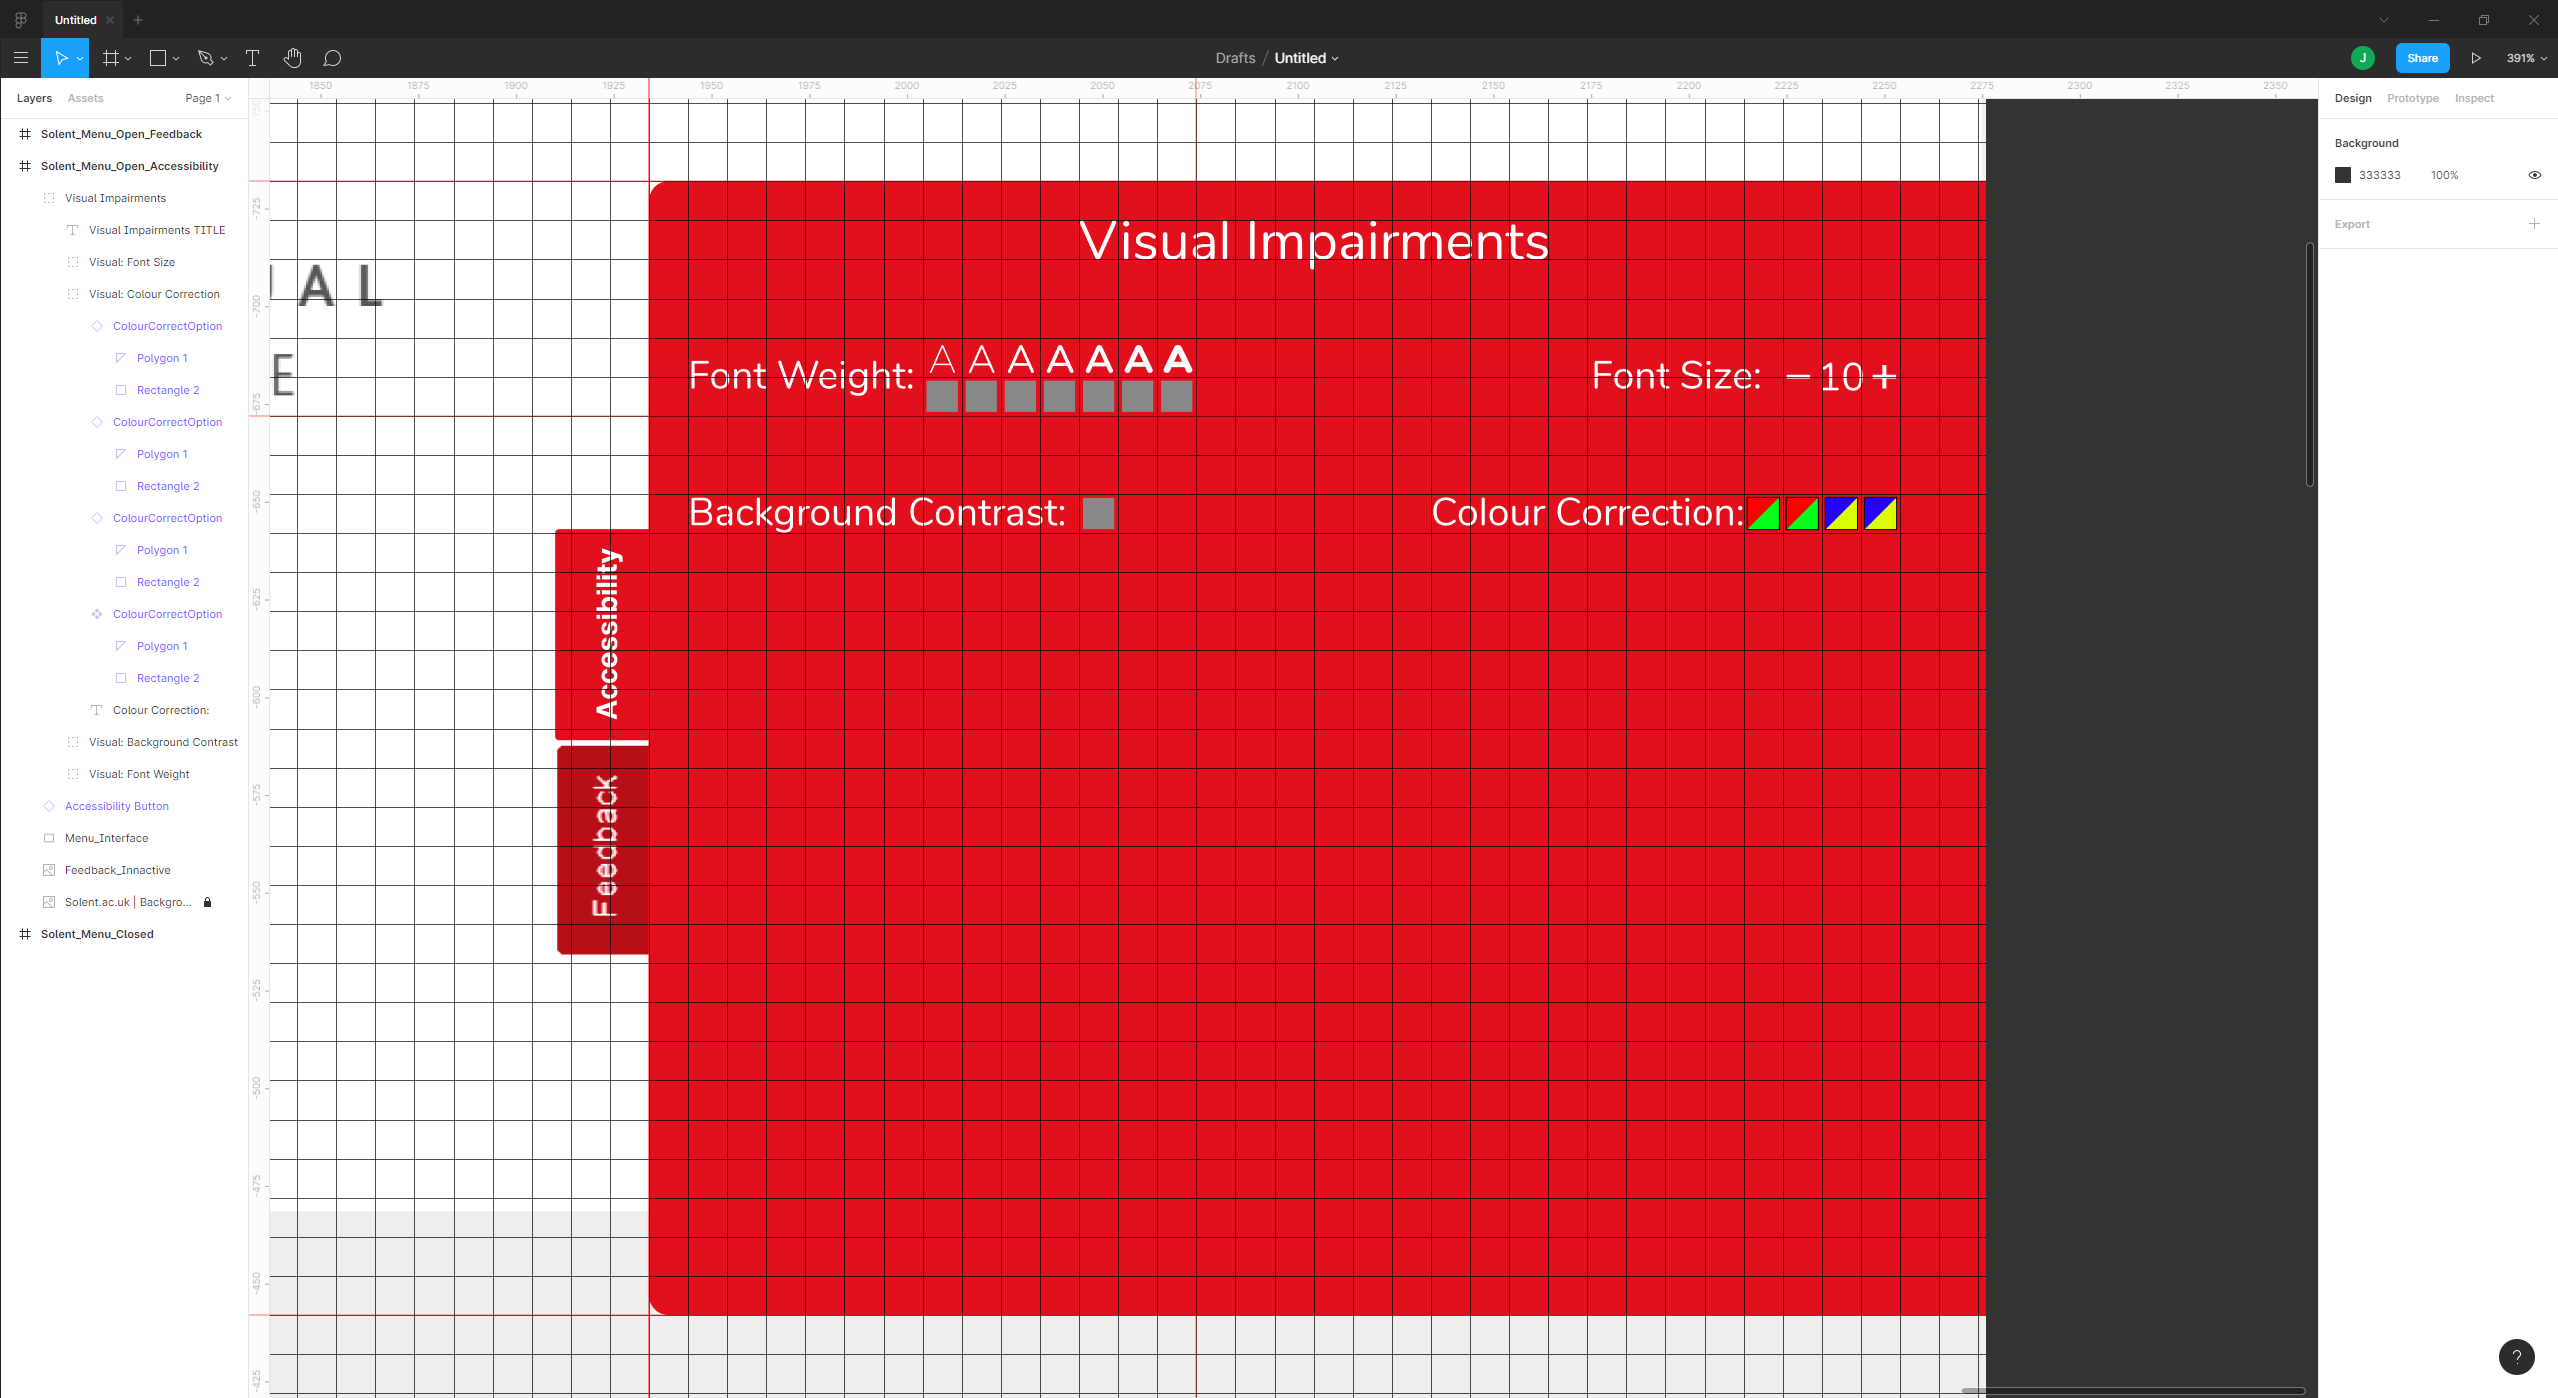 Untitled
Drafts / Untitled
J
Share
391%
Layers
Assets
Page 1
1850 1875 1900 1925 1950 1975 2000 2025 2050 2075 2100 2125 2150 2175 2200 2225 2250 2275 2300 2325 2350
Design
Prototype
Inspect
Background
333333
100%
Export
Solent_Menu_Open_Feedback
Solent_Menu_Open_Accessibility
Visual Impairments
Visual Impairments TITLE
Visual: Font Size
Visual: Colour Correction
ColourCorrectOption
Polygon 1
Rectangle 2
ColourCorrectOption
Polygon 1
Rectangle 2
ColourCorrectOption
Polygon 1
Rectangle 2
ColourCorrectOption
Polygon 1
Rectangle 2
Colour Correction:
Visual: Background Contrast
Visual: Font Weight
Accessibility Button
Menu_Interface
Feedback_Innactive
Solent.ac.uk | Backgro...
Solent_Menu_Closed
-725
-700
-675
-650
-625
-600
-575
-550
-525
-500
-475
-450
-425
A L
E
Visual Impairments
Font Weight: A A A A A A A
Font Size: − 10 +
Background Contrast:
Colour Correction:
Accessibility
Feedback
?